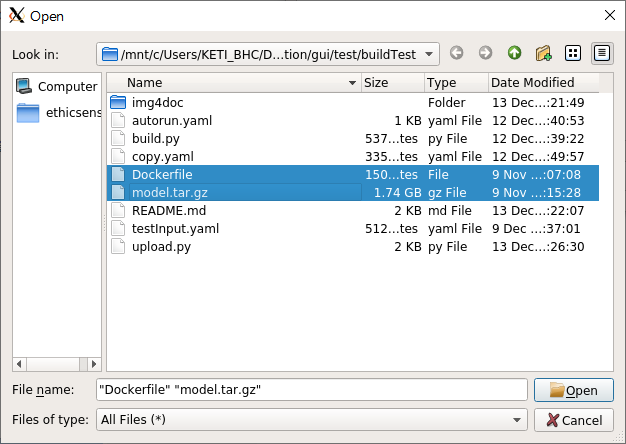 Open
Look in: /mnt/c/Users/KETI_BHC/D...tion/gui/test/buildTest
Computer
ethicsens
Name Size Type Date Modified
img4doc Folder 13 Dec...:21:49
autorun.yaml 1 KB yaml File 12 Dec...:40:53
build.py 537...tes py File 12 Dec...:39:22
copy.yaml 335...tes yaml File 12 Dec...:49:57
Dockerfile 150...tes File 9 Nov ...:07:08
model.tar.gz 1.74 GB gz File 9 Nov ...:15:28
README.md 2 KB md File 13 Dec...:22:07
testInput.yaml 512...tes yaml File 9 Dec ...:37:01
upload.py 2 KB py File 13 Dec...:26:30
File name: "Dockerfile" "model.tar.gz" Open
Files of type: All Files (*) Cancel